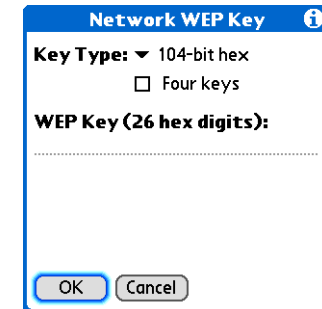 Network WEP Key i
Key Type: 104-bit hex
Four keys
WEP Key (26 hex digits):
OK Cancel